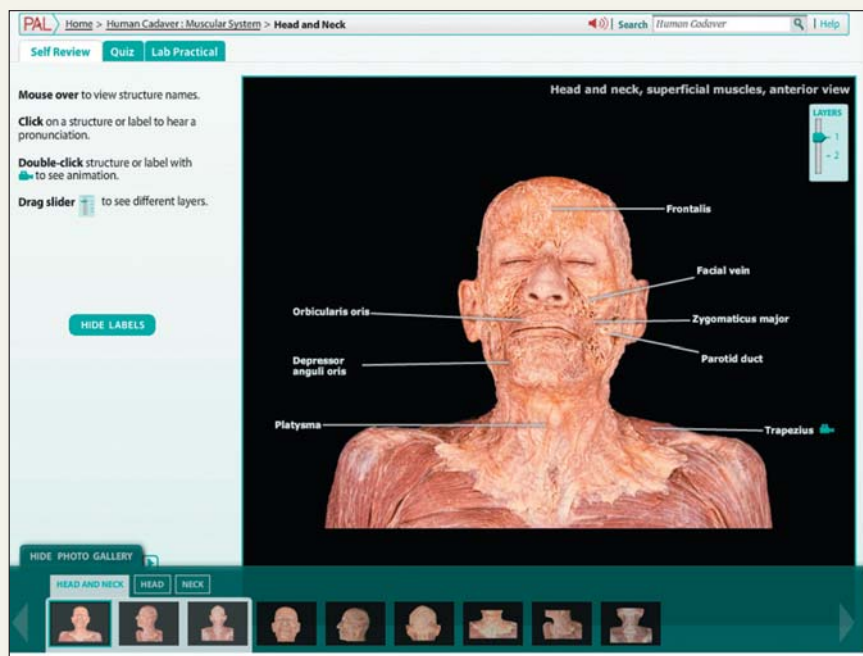 PAL Home > Human Cadaver : Muscular System > Head and Neck
Search Human Cadaver Help
Self Review Quiz Lab Practical
Mouse over to view structure names.
Click on a structure or label to hear a
pronunciation.
Double-click structure or label with
to see animation.
Drag slider to see different layers.
HIDE LABELS
Head and neck, superficial muscles, anterior view
LAYERS
1
2
Frontalis
Facial vein
Orbicularis oris
Zygomaticus major
Depressor
anguli oris
Parotid duct
Platysma
Trapezius
HIDE PHOTO GALLERY
HEAD AND NECK HEAD NECK